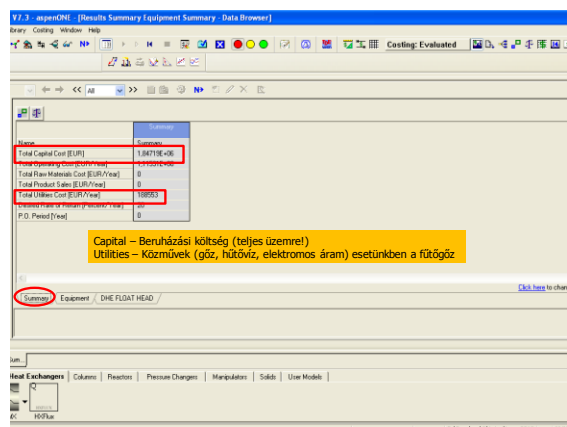 V7.3 - aspenONE - [Results Summary Equipment Summary - Data Browser]
ibrary Costing Window Help
N▶ Costing: Evaluated
<< All >> N▶
Summary
Name Summary
Total Capital Cost [EUR] 1,84719E+06
Total Operating Cost [EUR/Year]
Total Raw Materials Cost [EUR/Year] 0
Total Product Sales [EUR/Year] 0
Total Utilities Cost [EUR/Year] 188553
Desired Rate of Return [Percent/'Year] 20
P.O. Period [Year] 0
Capital – Beruházási költség (teljes üzemre!)
Utilities – Közművek (gőz, hűtővíz, elektromos áram) esetünkben a fűtőgőz
Click here to chan
Summary Equipment DHE FLOAT HEAD
um...
Heat Exchangers Columns Reactors Pressure Changers Manipulators Solids User Models
Q
HXFlux